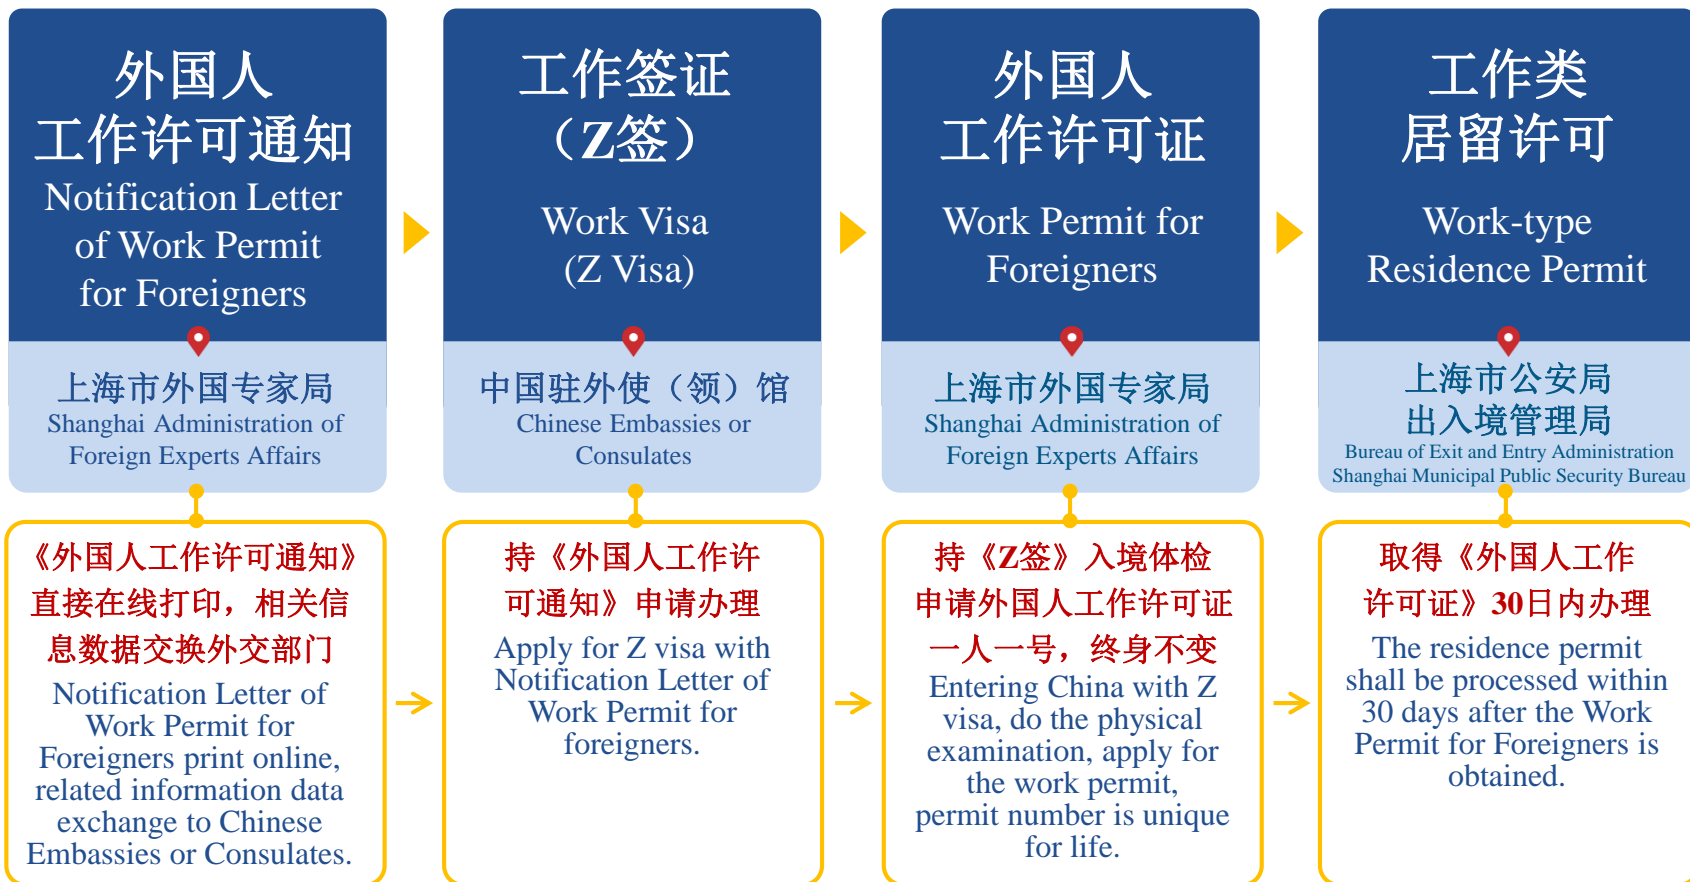 外国人
工作许可通知
Notification Letter
of Work Permit
for Foreigners
上海市外国专家局
Shanghai Administration of
Foreign Experts Affairs
《外国人工作许可通知》
直接在线打印，相关信
息数据交换外交部门
Notification Letter of
Work Permit for
Foreigners print online,
related information data
exchange to Chinese
Embassies or Consulates.
工作签证
（Z签）
Work Visa
(Z Visa)
中国驻外使（领）馆
Chinese Embassies or
Consulates
持《外国人工作许
可通知》申请办理
Apply for Z visa with
Notification Letter of
Work Permit for
foreigners.
外国人
工作许可证
Work Permit for
Foreigners
上海市外国专家局
Shanghai Administration of
Foreign Experts Affairs
持《Z签》入境体检
申请外国人工作许可证
一人一号，终身不变
Entering China with Z
visa, do the physical
examination, apply for
the work permit,
permit number is unique
for life.
工作类
居留许可
Work-type
Residence Permit
上海市公安局
出入境管理局
Bureau of Exit and Entry Administration
Shanghai Municipal Public Security Bureau
取得《外国人工作
许可证》30日内办理
The residence permit
shall be processed within
30 days after the Work
Permit for Foreigners is
obtained.